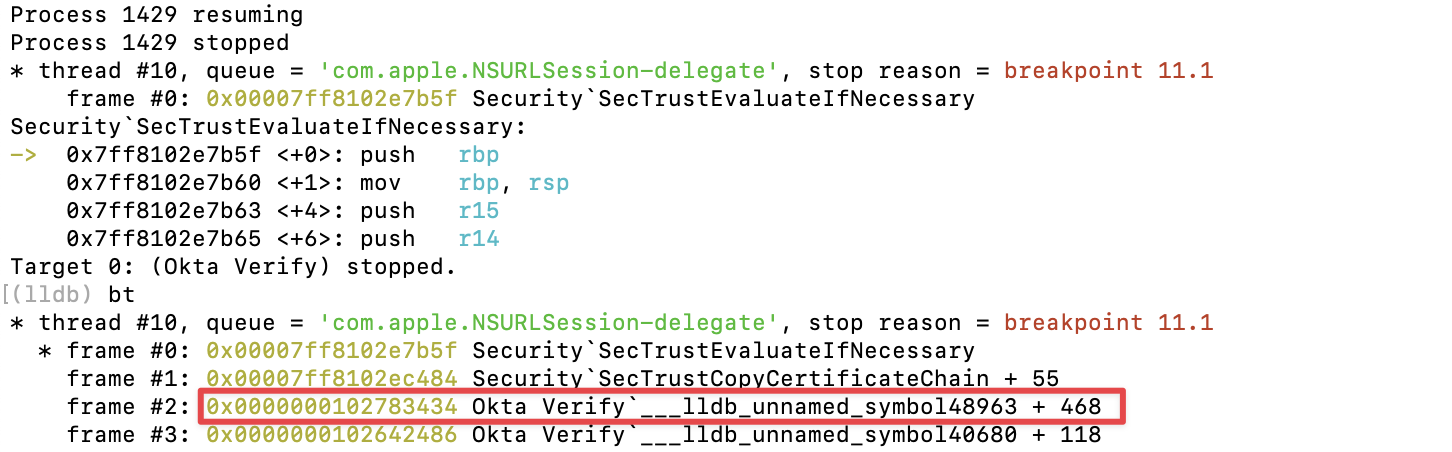 Process 1429 resuming
Process 1429 stopped
* thread #10, queue = 'com.apple.NSURLSession-delegate', stop reason = breakpoint 11.1
    frame #0: 0x00007ff8102e7b5f Security`SecTrustEvaluateIfNecessary
Security`SecTrustEvaluateIfNecessary:
->  0x7ff8102e7b5f <+0>: push   rbp
    0x7ff8102e7b60 <+1>: mov    rbp, rsp
    0x7ff8102e7b63 <+4>: push   r15
    0x7ff8102e7b65 <+6>: push   r14
Target 0: (Okta Verify) stopped.
[(lldb) bt
* thread #10, queue = 'com.apple.NSURLSession-delegate', stop reason = breakpoint 11.1
  * frame #0: 0x00007ff8102e7b5f Security`SecTrustEvaluateIfNecessary
    frame #1: 0x00007ff8102ec484 Security`SecTrustCopyCertificateChain + 55
    frame #2: 0x0000000102783434 Okta Verify`___lldb_unnamed_symbol48963 + 468
    frame #3: 0x0000000102642486 Okta Verify`___lldb_unnamed_symbol40680 + 118